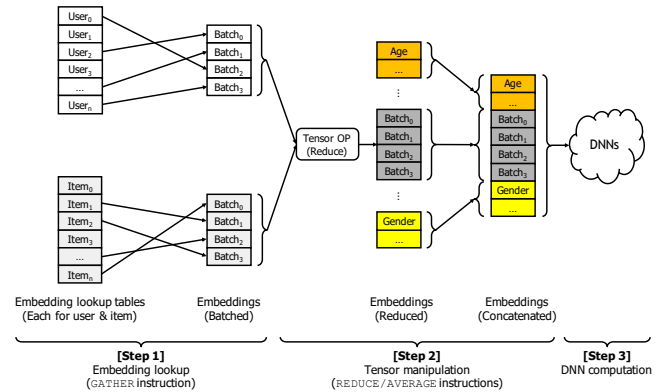 User0
User1
User2
User3
...
Usern
Batch0
Batch1
Batch2
Batch3
Item0
Item1
Item2
Item3
...
Itemn
Batch0
Batch1
Batch2
Batch3
Tensor OP
(Reduce)
Age
...
...
Batch0
Batch1
Batch2
Batch3
...
Gender
...
Age
...
Batch0
Batch1
Batch2
Batch3
Gender
...
DNNs
Embedding lookup tables
(Each for user & item)
Embeddings
(Batched)
Embeddings
(Reduced)
Embeddings
(Concatenated)
[Step 1]
Embedding lookup
(GATHER instruction)
[Step 2]
Tensor manipulation
(REDUCE/AVERAGE instructions)
[Step 3]
DNN computation